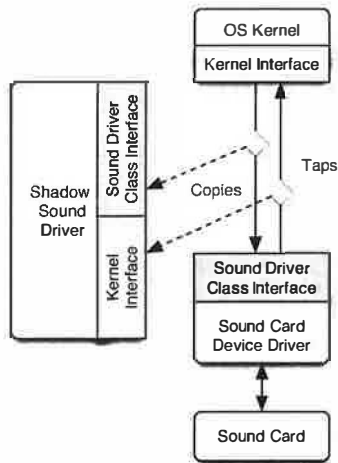 OS Kernel
Kernel Interface
Shadow
Sound
Driver
Sound Driver
Class Interface
Kernel
Interface
Copies
Taps
Sound Driver
Class Interface
Sound Card
Device Driver
Sound Card